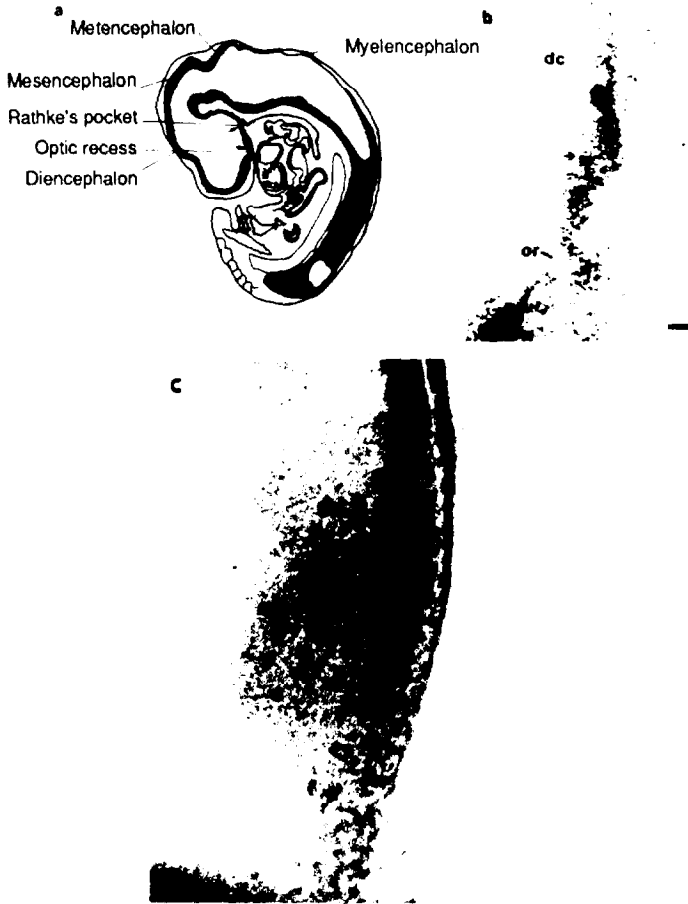 a
Metencephalon
Myelencephalon
Mesencephalon
Rathke's pocket
Optic recess
Diencephalon
b
dc
or
C